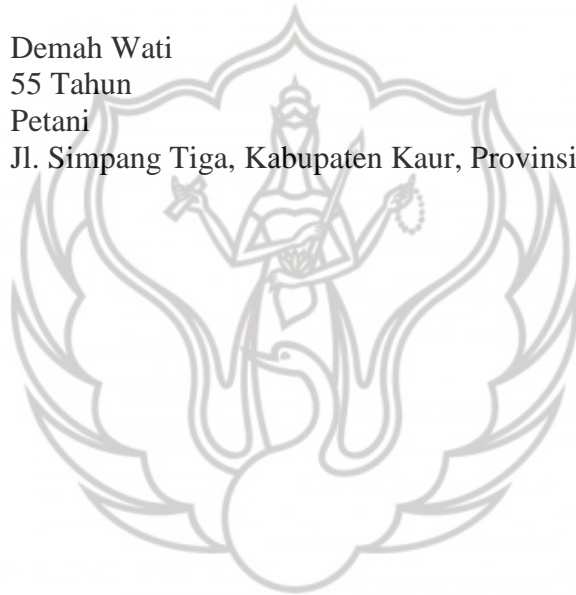 Demah Wati
55 Tahun
Petani
Jl. Simpang Tiga, Kabupaten Kaur, Provinsi